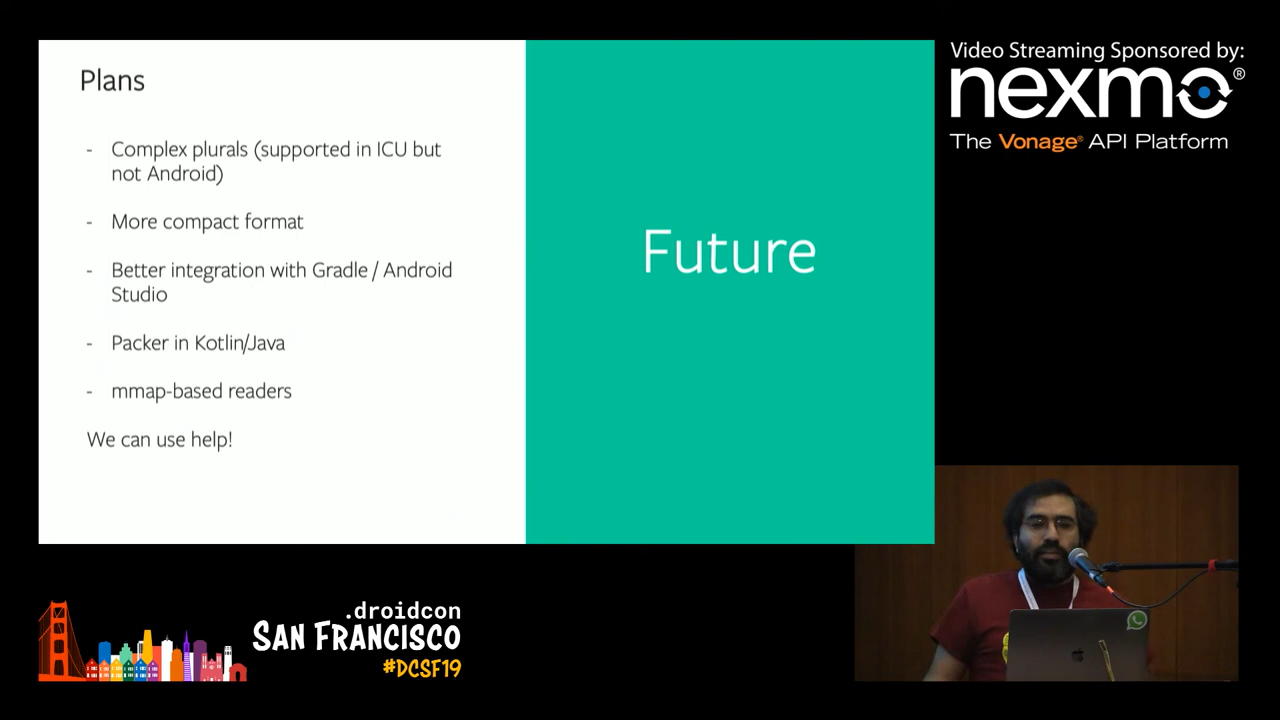 Plans
- Complex plurals (supported in ICU but
not Android)
- More compact format
- Better integration with Gradle / Android
Studio
- Packer in Kotlin/Java
- mmap-based readers
We can use help!
Future
Video Streaming Sponsored by:
nexmo®
The Vonage® API Platform
.droidcon
SAN FRANCISCO
#DCSF19